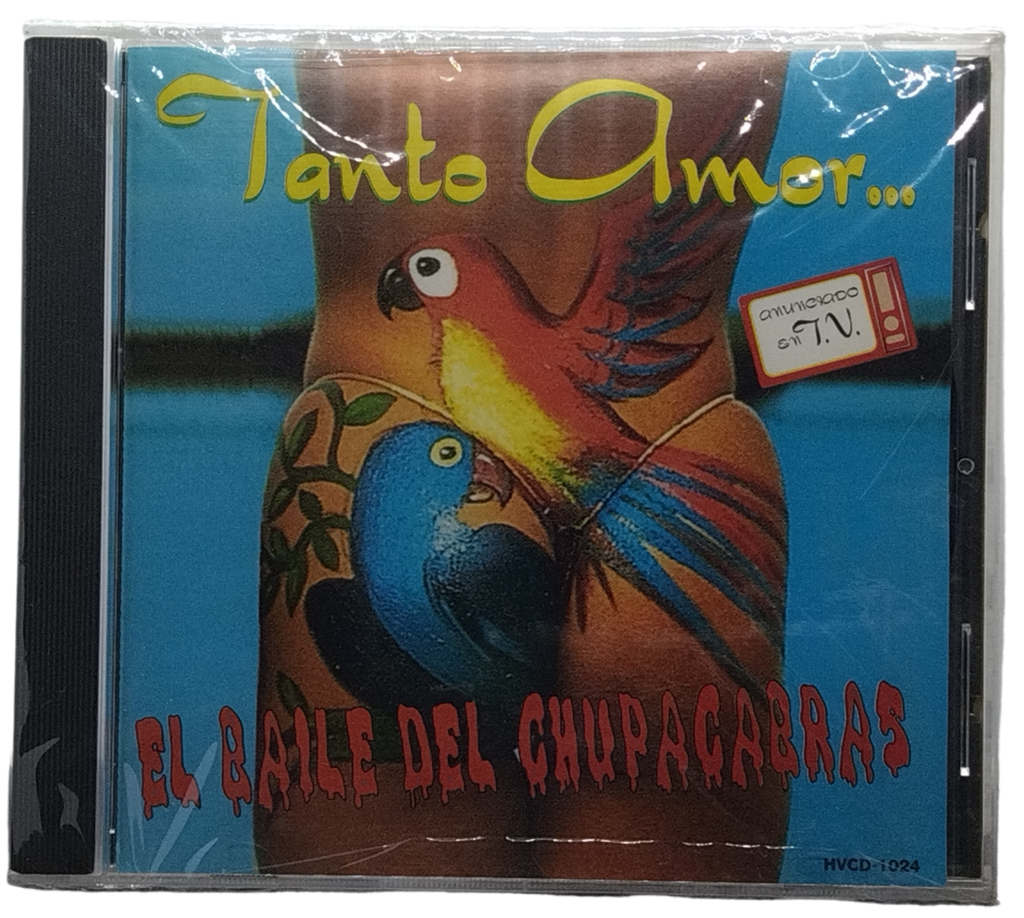 Tanto Amor...
anunciado
en T.V.
EL BAILE DEL CHUPACABRAS
HVCD-1024